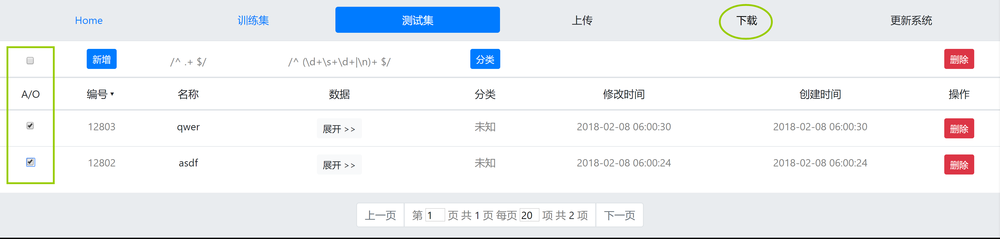 Home 训练集 测试集 上传 下载 更新系统
新增 /^ .+ $/ /^ (\d+\s+\d+|\n)+ $/ 分类 删除
A/O 编号▼ 名称 数据 分类 修改时间 创建时间 操作
12803 qwer 展开 >> 未知 2018-02-08 06:00:30 2018-02-08 06:00:30 删除
12802 asdf 展开 >> 未知 2018-02-08 06:00:24 2018-02-08 06:00:24 删除
上一页 第 1 页 共 1 页 每页 20 项 共 2 项 下一页